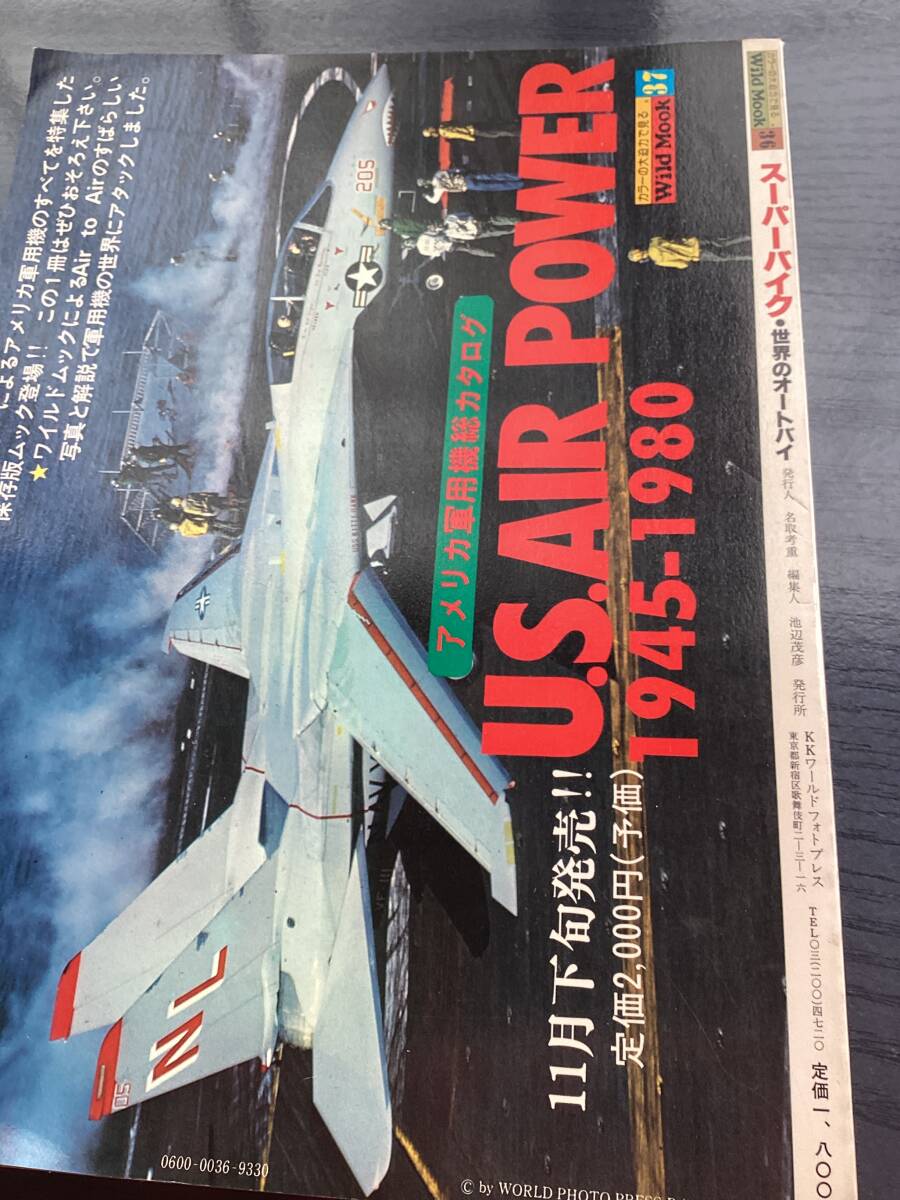 によるアメリカ軍用機のすべてを特集した
保存版ムック登場!! この1冊はぜひおそろえ下さい。
★ワイルドムックによるAir to Airのすばらしい
写真と解説で軍用機の世界にアタックしました。
205
アメリカ軍用機総カタログ
U.S.AIR POWER
1945-1980
カラーの大迫力で見る
Wild Mook 37
11月下旬発売!!
定価2,000円(予価)
NL
05
0600-0036-9330
© by WORLD PHOTO PRESS
Wild Mook 36
スーパーバイク・世界のオートバイ
発行人 名取考重 編集人 池辺茂彦 発行所 KKワールドフォトプレス
東京都新宿区歌舞伎町二―三―一六
TEL〇三(二〇〇)四七二〇
定価一、八〇〇